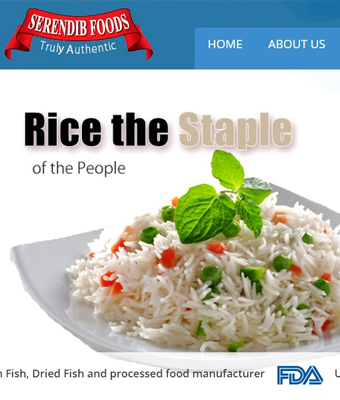 SERENDIB FOODS
Truly Authentic
HOME ABOUT US
Rice the Staple
of the People
Fish, Dried Fish and processed food manufacturer FDA